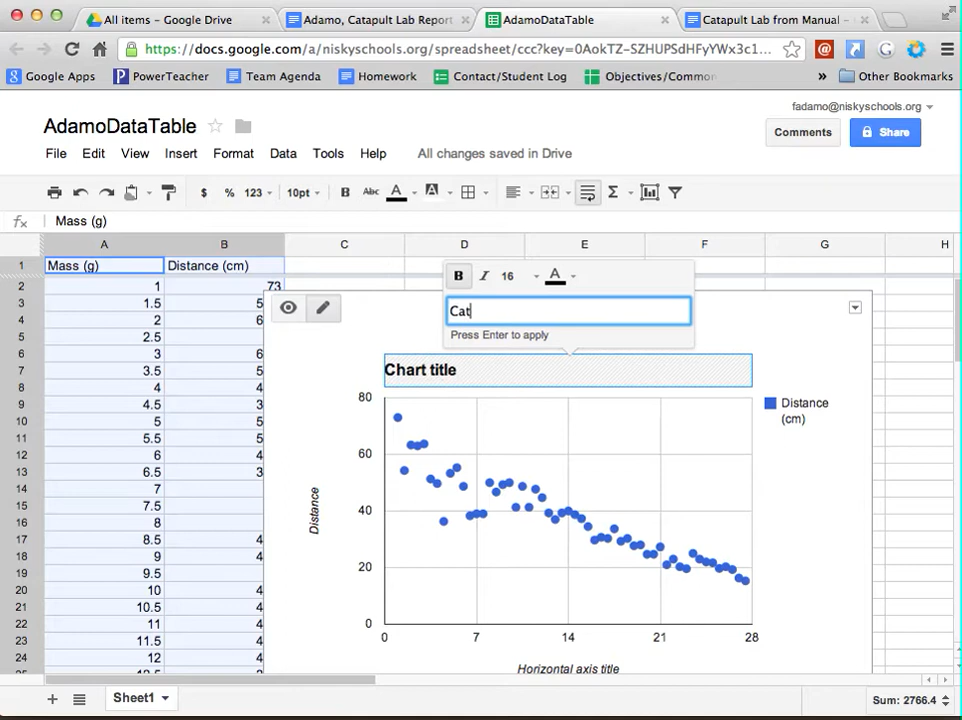 All items – Google Drive
Adamo, Catapult Lab Report
AdamoDataTable
Catapult Lab from Manual -
https://docs.google.com/a/niskyschools.org/spreadsheet/ccc?key=0AokTZ-SZHUPSdHFyYWx3c1...
Google Apps
PowerTeacher
Team Agenda
Homework
Contact/Student Log
Objectives/Common
»
Other Bookmarks
fadamo@niskyschools.org
AdamoDataTable
Comments
Share
File Edit View Insert Format Data Tools Help All changes saved in Drive
$ % 123 10pt B Abc A A Σ
fx Mass (g)
A B C D E F G H
1 Mass (g) Distance (cm)
2 1 73
3 1.5 5
4 2 6
5 2.5
6 3 6
7 3.5 5
8 4 4
9 4.5 3
10 5 5
11 5.5 5
12 6 4
13 6.5 3
14 7
15 7.5
16 8
17 8.5 4
18 9 4
19 9.5
20 10 4
21 10.5 4
22 11 4
23 11.5 4
24 12 4
B I 16 A
Cat
Press Enter to apply
Chart title
80
60
40
20
0
Distance
0 7 14 21 28
Horizontal axis title
Distance
(cm)
+ Sheet1
Sum: 2766.4